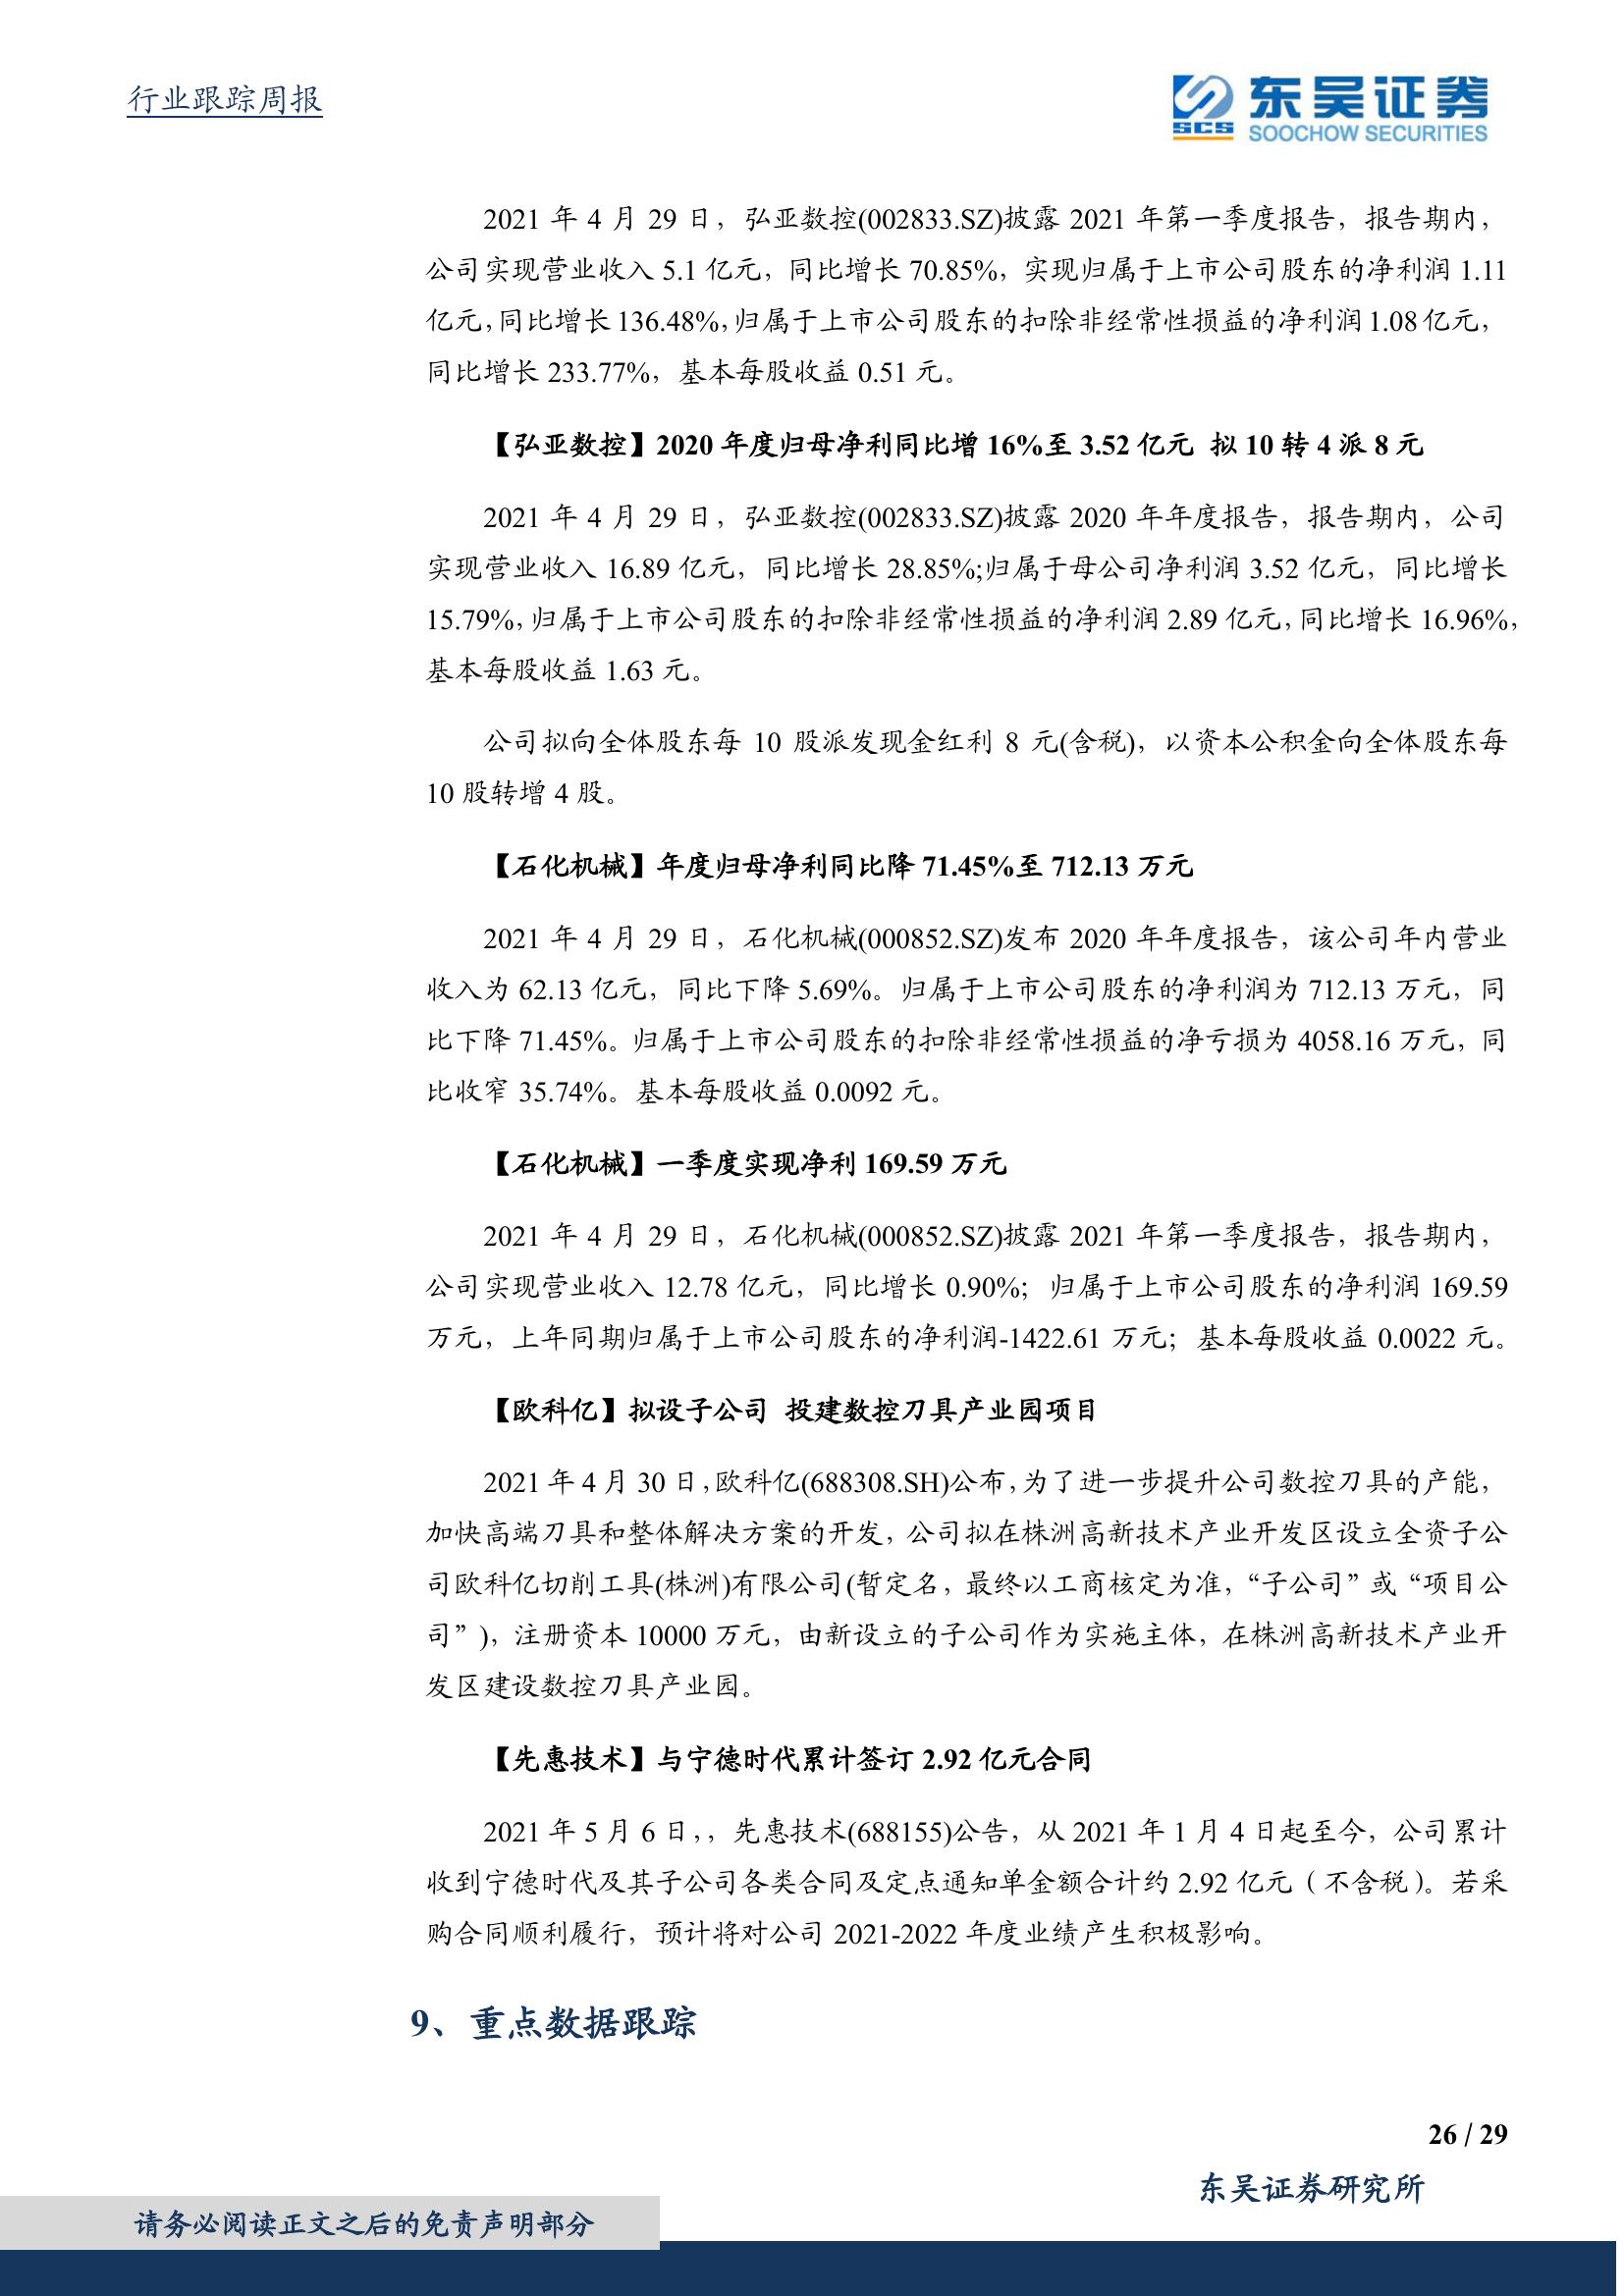 行业跟踪周报
东吴证券
SCS
SOOCHOW SECURITIES
2021 年 4 月 29 日，弘亚数控(002833.SZ)披露 2021 年第一季度报告，报告期内，
公司实现营业收入 5.1 亿元，同比增长 70.85%，实现归属于上市公司股东的净利润 1.11
亿元，同比增长 136.48%，归属于上市公司股东的扣除非经常性损益的净利润 1.08 亿元，
同比增长 233.77%，基本每股收益 0.51 元。
【弘亚数控】2020 年度归母净利同比增 16%至 3.52 亿元 拟 10 转 4 派 8 元
2021 年 4 月 29 日，弘亚数控(002833.SZ)披露 2020 年年度报告，报告期内，公司
实现营业收入 16.89 亿元，同比增长 28.85%;归属于母公司净利润 3.52 亿元，同比增长
15.79%，归属于上市公司股东的扣除非经常性损益的净利润 2.89 亿元，同比增长 16.96%，
基本每股收益 1.63 元。
公司拟向全体股东每 10 股派发现金红利 8 元(含税)，以资本公积金向全体股东每
10 股转增 4 股。
【石化机械】年度归母净利同比降 71.45%至 712.13 万元
2021 年 4 月 29 日，石化机械(000852.SZ)发布 2020 年年度报告，该公司年内营业
收入为 62.13 亿元，同比下降 5.69%。归属于上市公司股东的净利润为 712.13 万元，同
比下降 71.45%。归属于上市公司股东的扣除非经常性损益的净亏损为 4058.16 万元，同
比收窄 35.74%。基本每股收益 0.0092 元。
【石化机械】一季度实现净利 169.59 万元
2021 年 4 月 29 日，石化机械(000852.SZ)披露 2021 年第一季度报告，报告期内，
公司实现营业收入 12.78 亿元，同比增长 0.90%；归属于上市公司股东的净利润 169.59
万元，上年同期归属于上市公司股东的净利润-1422.61 万元；基本每股收益 0.0022 元。
【欧科亿】拟设子公司 投建数控刀具产业园项目
2021 年 4 月 30 日，欧科亿(688308.SH)公布，为了进一步提升公司数控刀具的产能，
加快高端刀具和整体解决方案的开发，公司拟在株洲高新技术产业开发区设立全资子公
司欧科亿切削工具(株洲)有限公司(暂定名，最终以工商核定为准，“子公司”或“项目公
司”)，注册资本 10000 万元，由新设立的子公司作为实施主体，在株洲高新技术产业开
发区建设数控刀具产业园。
【先惠技术】与宁德时代累计签订 2.92 亿元合同
2021 年 5 月 6 日，，先惠技术(688155)公告，从 2021 年 1 月 4 日起至今，公司累计
收到宁德时代及其子公司各类合同及定点通知单金额合计约 2.92 亿元（不含税）。若采
购合同顺利履行，预计将对公司 2021-2022 年度业绩产生积极影响。
9、重点数据跟踪
26 / 29
东吴证券研究所
请务必阅读正文之后的免责声明部分